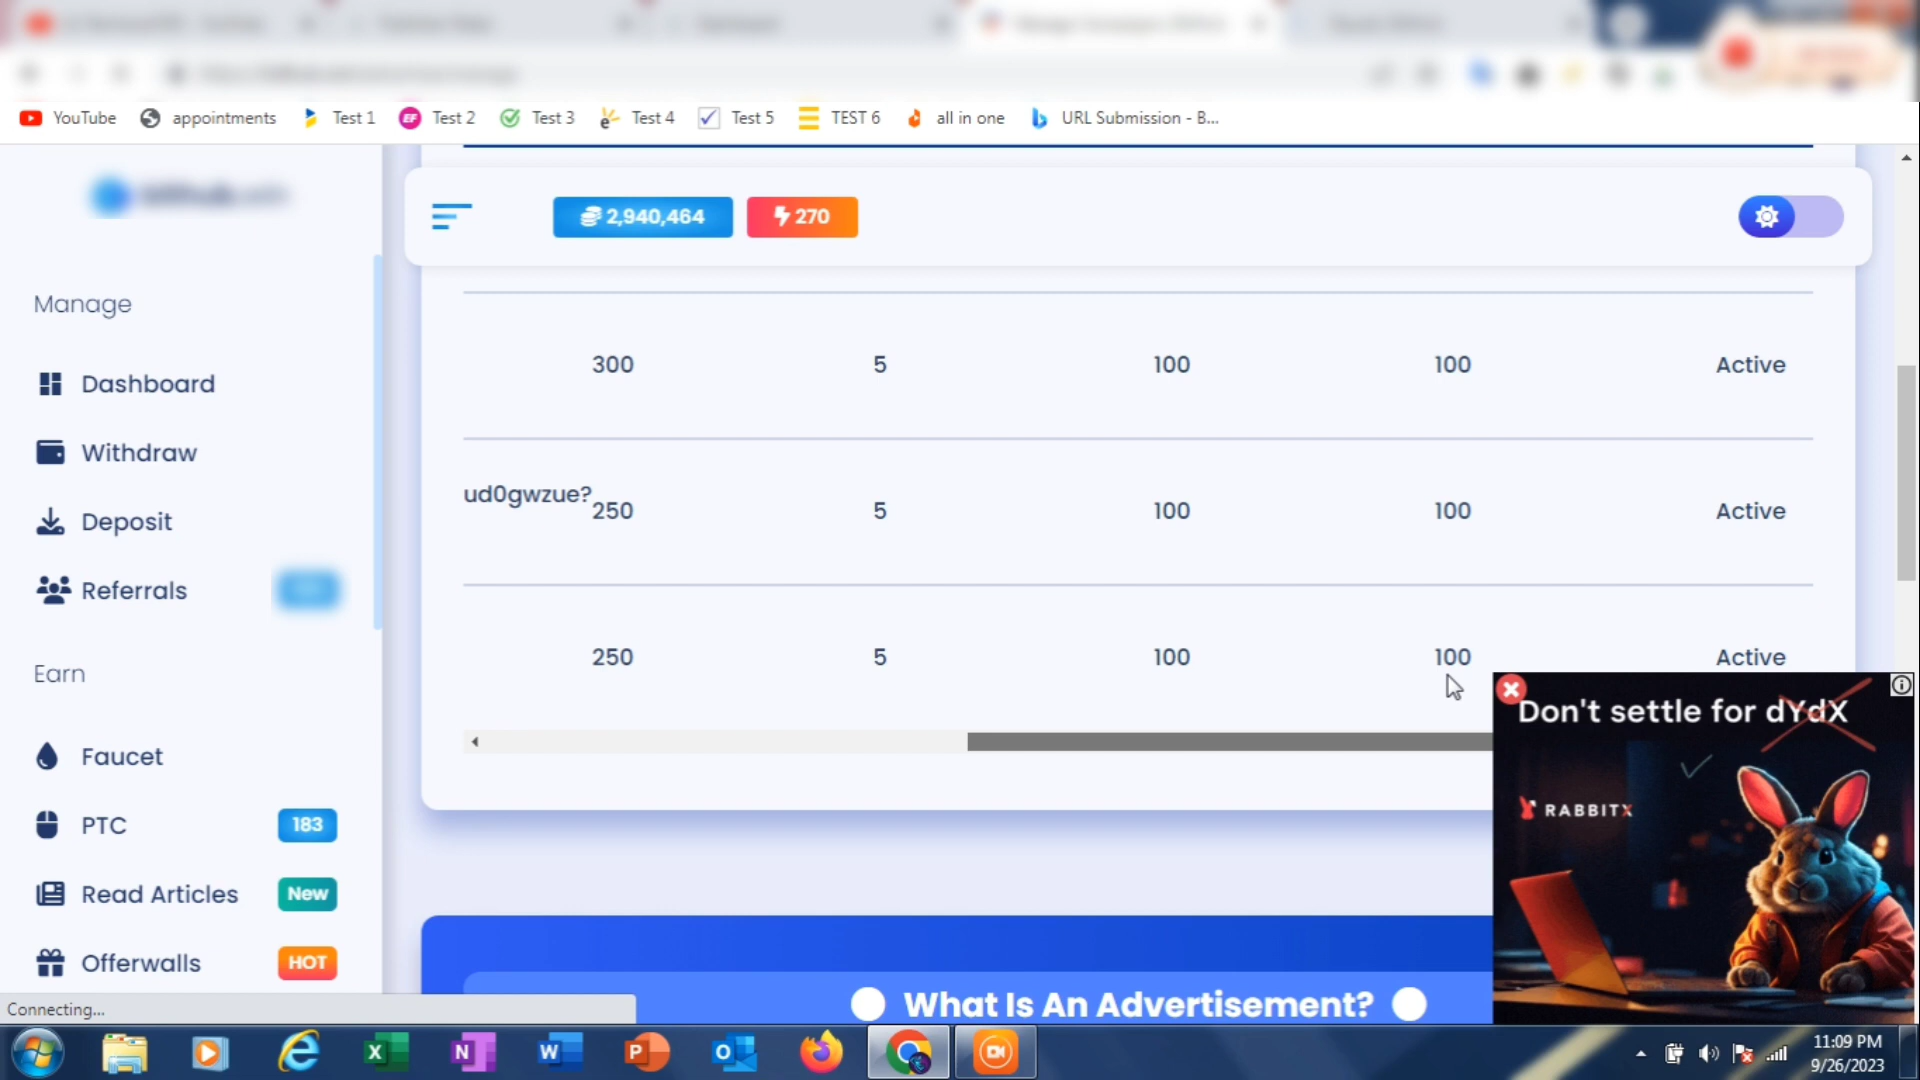 YouTube appointments Test 1 Test 2 Test 3 Test 4 Test 5 TEST 6 all in one URL Submission - B...
2,940,464 270
Manage
Dashboard
Withdraw
Deposit
Referrals
Earn
Faucet
PTC 183
Read Articles New
Offerwalls HOT
300 5 100 100 Active
ud0gwzue?
250 5 100 100 Active
250 5 100 100 Active
Don't settle for dYdX
RABBITX
What Is An Advertisement?
Connecting...
11:09 PM
9/26/2023